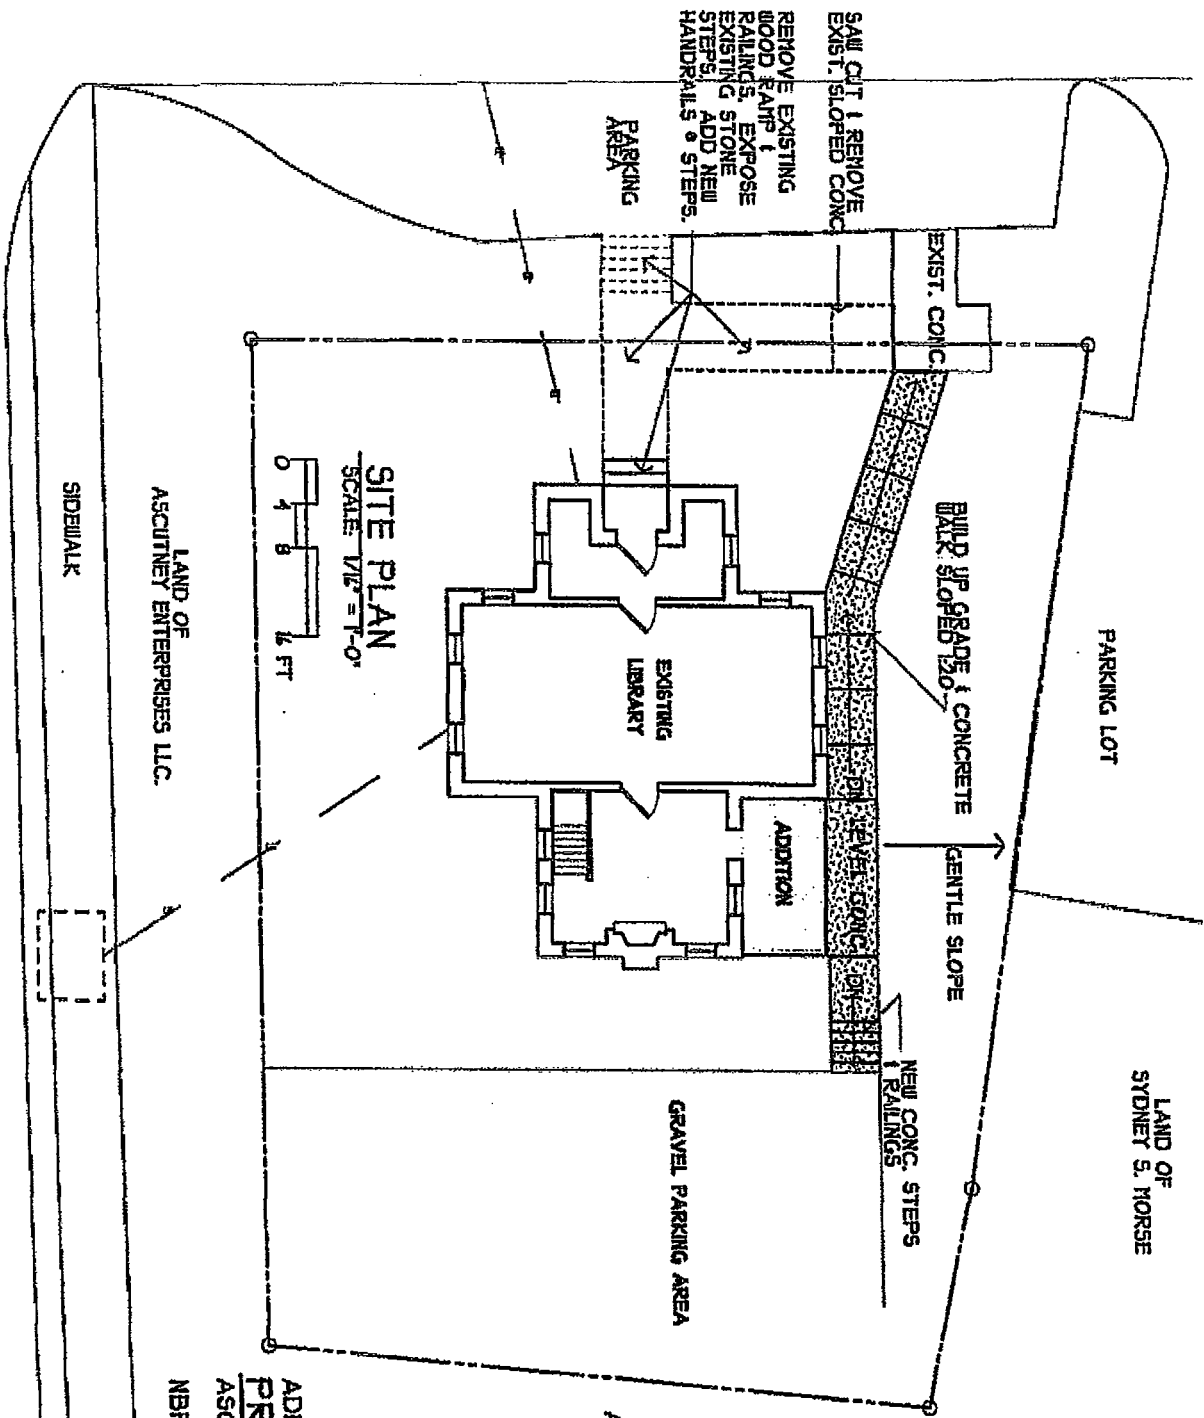 SAW CUT & REMOVE
EXIST. SLOPED CONC.
REMOVE EXISTING
WOOD RAMP &
RAILINGS. EXPOSE
EXISTING STONE
STEPS. ADD NEW
HANDRAILS @ STEPS.
PARKING
AREA
EXIST. CONC.
BUILD UP GRADE & CONCRETE
WALK SLOPED 1:20
PARKING LOT
GENTLE SLOPE
LAND OF
SYDNEY S. MORSE
NEW CONC. STEPS
& RAILINGS
DN
LEVEL CONC.
DN
ADDITION
EXISTING
LIBRARY
GRAVEL PARKING AREA
SITE PLAN
SCALE: 1/16" = 1'-0"
0 4 8 16 FT
LAND OF
ASCUTNEY ENTERPRISES LLC.
SIDEWALK